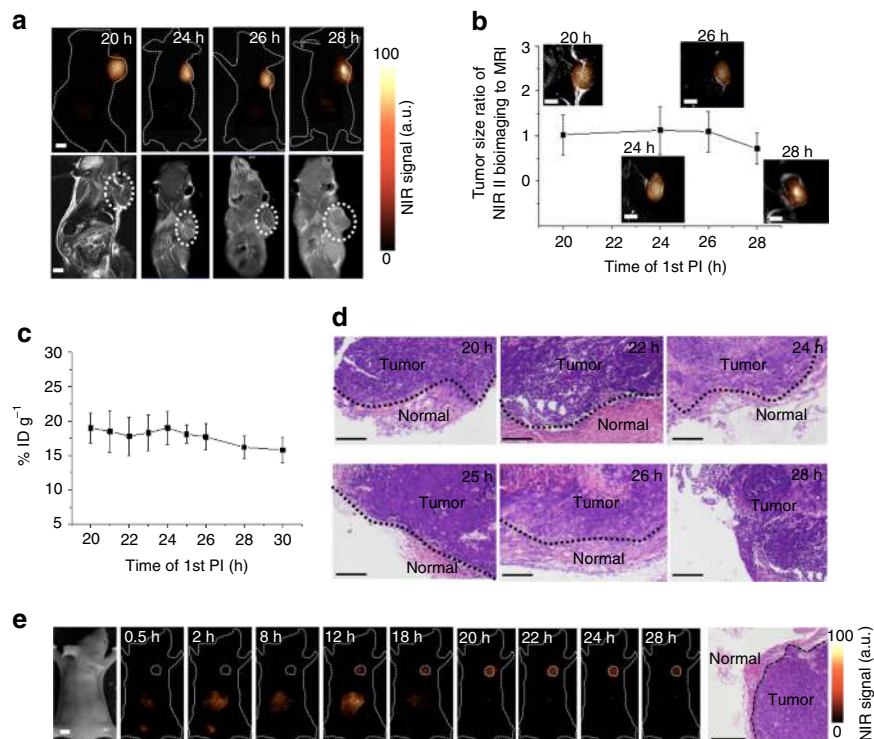 a
20 h 24 h 26 h 28 h
100
NIR signal (a.u.)
0
b
Tumor size ratio of
NIR II bioimaging to MRI
3
2
1
0
0
20 h
26 h
24 h
28 h
20 22 24 26 28
Time of 1st PI (h)
c
% ID g⁻¹
30
25
20
15
10
5
20 22 24 26 28 30
Time of 1st PI (h)
d
20 h
Tumor
Normal
22 h
Tumor
Normal
24 h
Tumor
Normal
25 h
Tumor
Normal
26 h
Tumor
Normal
28 h
Tumor
e
0.5 h 2 h 8 h 12 h 18 h 20 h 22 h 24 h 28 h
Normal
Tumor
100
NIR signal (a.u.)
0